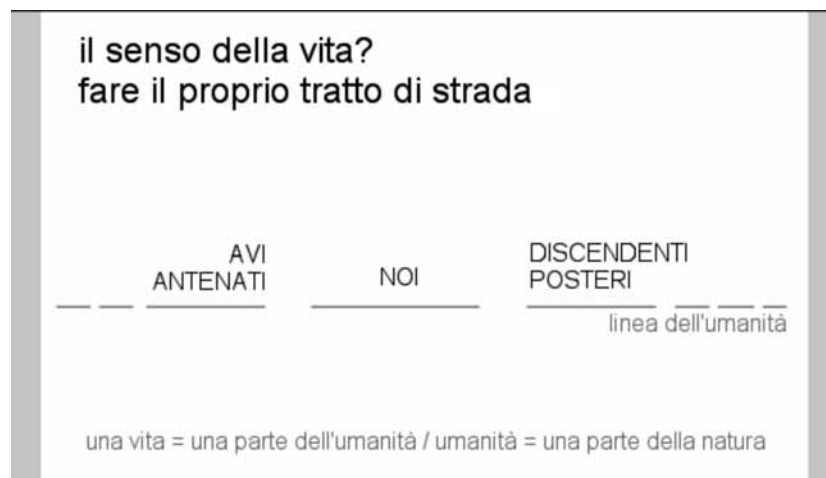 il senso della vita?
fare il proprio tratto di strada
AVI
ANTENATI
NOI
DISCENDENTI
POSTERI
linea dell'umanità
una vita = una parte dell'umanità / umanità = una parte della natura